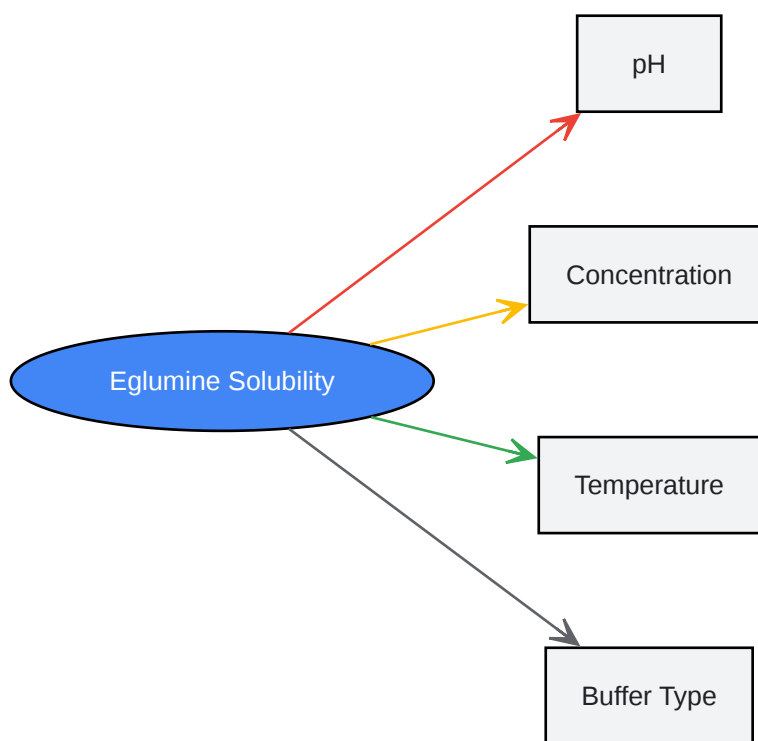 pH
Concentration
Eglumine Solubility
Temperature
Buffer Type